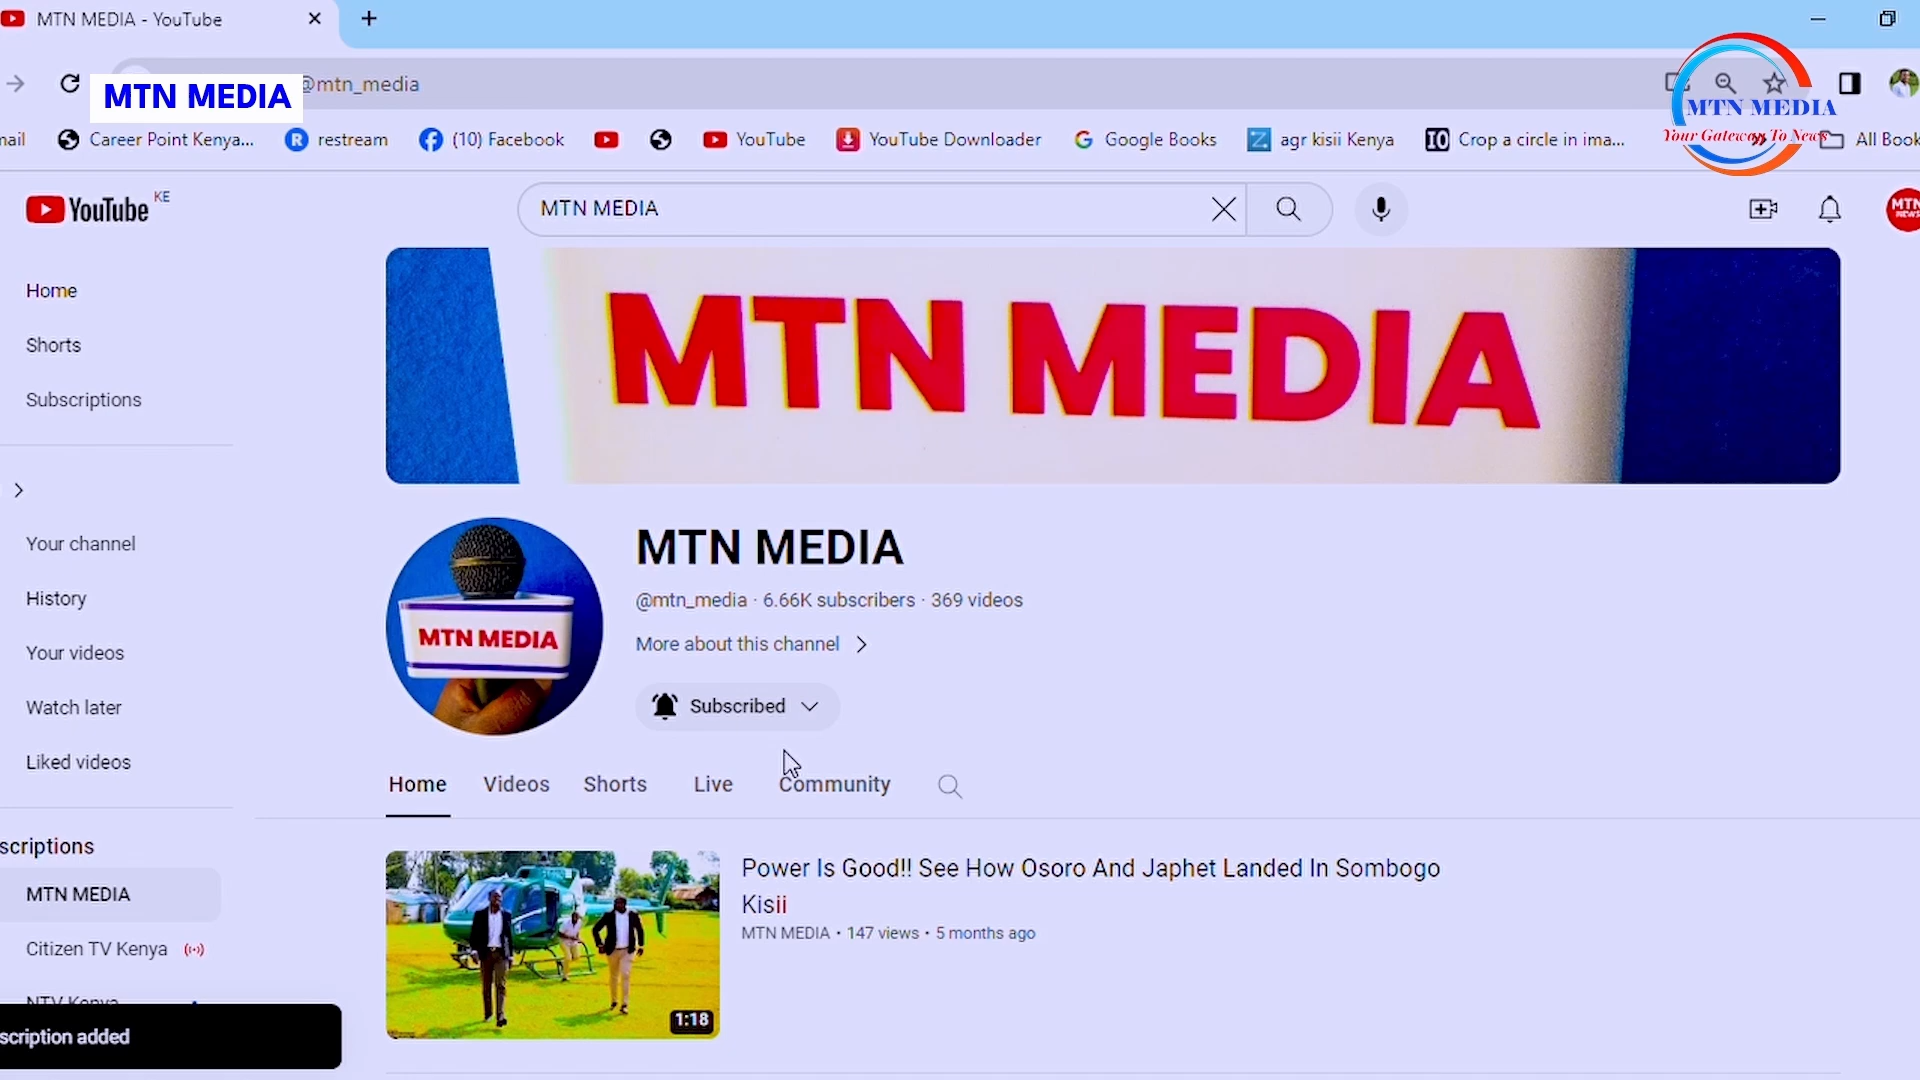 MTN MEDIA - YouTube
MTN MEDIA
@mtn_media
MTN MEDIA
Your Gateway To News
mail
Career Point Kenya...
restream
(10) Facebook
YouTube
YouTube Downloader
Google Books
agr kisii Kenya
Crop a circle in ima...
All Book
YouTube KE
MTN MEDIA
MTN
NEWS
Home
Shorts
Subscriptions
MTN MEDIA
Your channel
History
Your videos
Watch later
Liked videos
MTN MEDIA
MTN MEDIA
@mtn_media · 6.66K subscribers · 369 videos
More about this channel
Subscribed
Home
Videos
Shorts
Live
Community
scriptions
MTN MEDIA
Citizen TV Kenya
NTV Kenya
scription added
1:18
Power Is Good!! See How Osoro And Japhet Landed In Sombogo
Kisii
MTN MEDIA • 147 views • 5 months ago